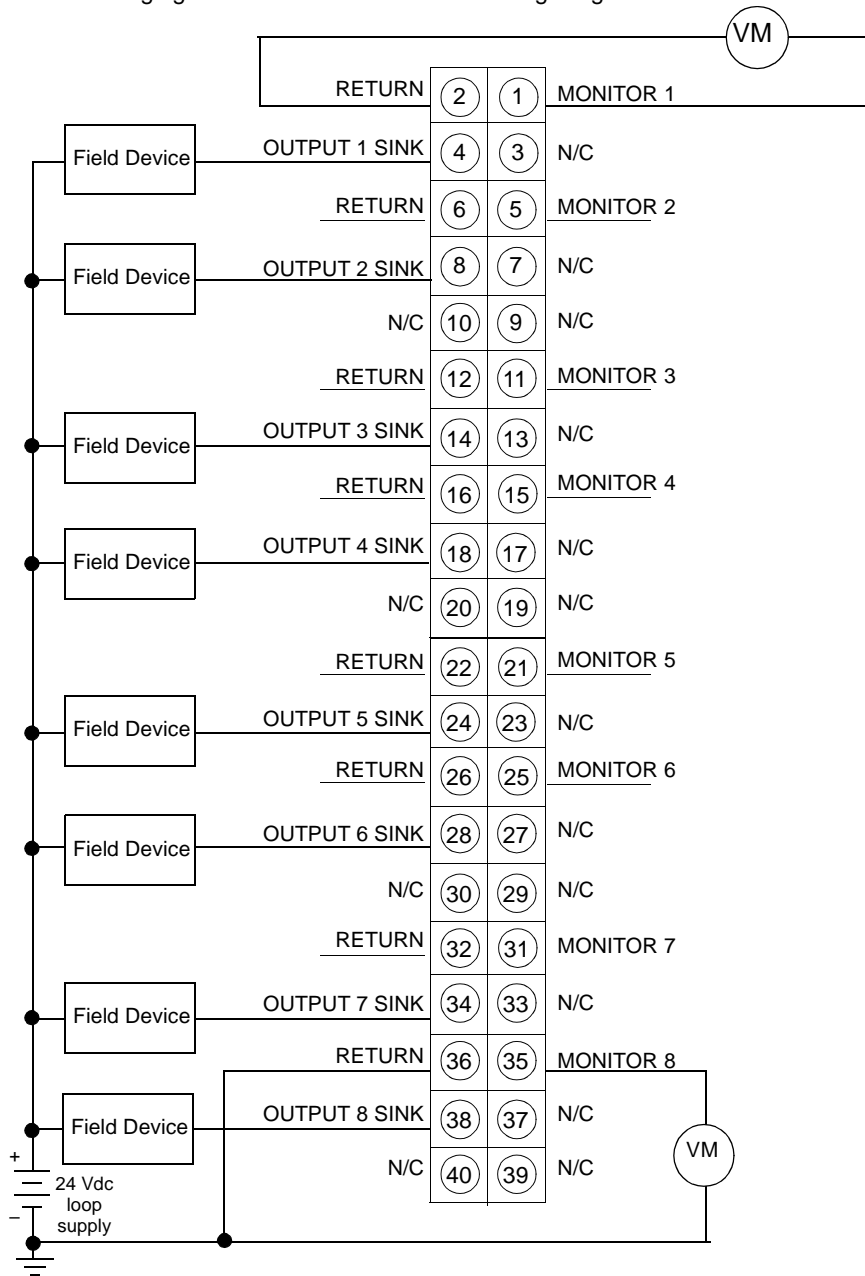 VM
RETURN 2 1 MONITOR 1
Field Device OUTPUT 1 SINK 4 3 N/C
RETURN 6 5 MONITOR 2
Field Device OUTPUT 2 SINK 8 7 N/C
N/C 10 9 N/C
RETURN 12 11 MONITOR 3
Field Device OUTPUT 3 SINK 14 13 N/C
RETURN 16 15 MONITOR 4
Field Device OUTPUT 4 SINK 18 17 N/C
N/C 20 19 N/C
RETURN 22 21 MONITOR 5
Field Device OUTPUT 5 SINK 24 23 N/C
RETURN 26 25 MONITOR 6
Field Device OUTPUT 6 SINK 28 27 N/C
N/C 30 29 N/C
RETURN 32 31 MONITOR 7
Field Device OUTPUT 7 SINK 34 33 N/C
RETURN 36 35 MONITOR 8
Field Device OUTPUT 8 SINK 38 37 N/C
N/C 40 39 N/C
VM
+
24 Vdc
loop
supply
–